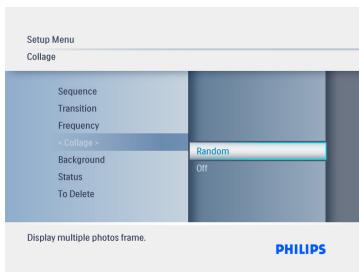 Setup Menu
Collage
Sequence
Transition
Frequency
< Collage >
Background
Status
To Delete
Random
Off
Display multiple photos frame.
PHILIPS